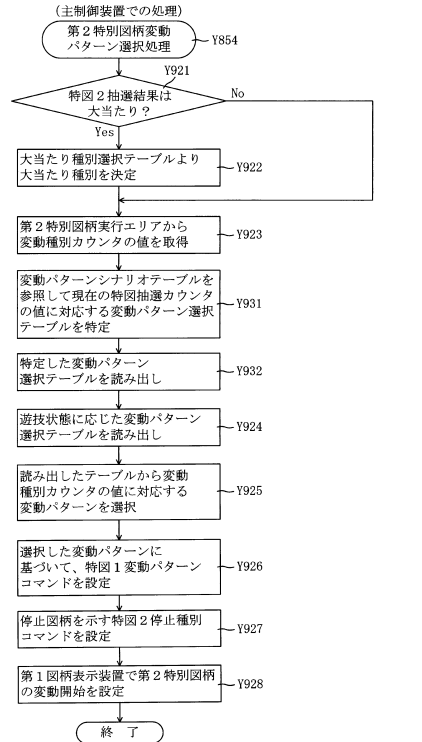 (主制御装置での処理)
第2特別図柄変動
パターン選択処理
Y854
Y921
特図2抽選結果は
大当たり?
No
Yes
大当たり種別選択テーブルより
大当たり種別を決定
Y922
第2特別図柄実行エリアから
変動種別カウンタの値を取得
Y923
変動パターンシナリオテーブルを
参照して現在の特図抽選カウンタ
の値に対応する変動パターン選択
テーブルを特定
Y931
特定した変動パターン
選択テーブルを読み出し
Y932
遊技状態に応じた変動パターン
選択テーブルを読み出し
Y924
読み出したテーブルから変動
種別カウンタの値に対応する
変動パターンを選択
Y925
選択した変動パターンに
基づいて、特図1変動パターン
コマンドを設定
Y926
停止図柄を示す特図2停止種別
コマンドを設定
Y927
第1図柄表示装置で第2特別図柄
の変動開始を設定
Y928
終 了